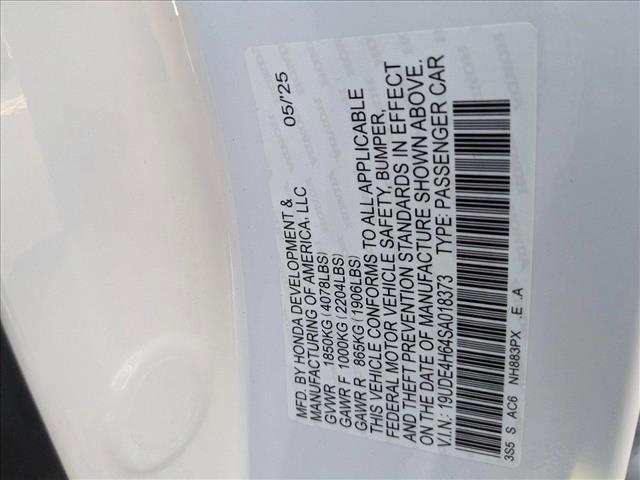 05/'25
MFD. BY HONDA DEVELOPMENT &
MANUFACTURING OF AMERICA, LLC
GVWR 1850KG (4078LBS)
GAWR F 1000KG (2204LBS)
GAWR R 865KG (1906LBS)
THIS VEHICLE CONFORMS TO ALL APPLICABLE
FEDERAL MOTOR VEHICLE SAFETY, BUMPER,
AND THEFT PREVENTION STANDARDS IN EFFECT
ON THE DATE OF MANUFACTURE SHOWN ABOVE.
V.I.N.: 19UDE4H64SA018373 TYPE: PASSENGER CAR
3S5 S AC6 NH883PX .E .A